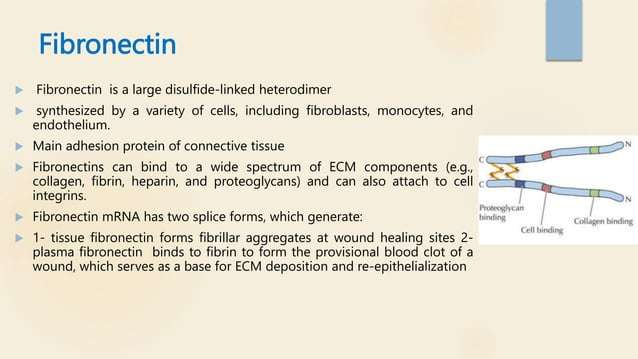 Fibronectin
Fibronectin is a large disulfide-linked heterodimer
synthesized by a variety of cells, including fibroblasts, monocytes, and
endothelium.
Main adhesion protein of connective tissue
Fibronectins can bind to a wide spectrum of ECM components (e.g.,
collagen, fibrin, heparin, and proteoglycans) and can also attach to cell
integrins.
Fibronectin mRNA has two splice forms, which generate:
1- tissue fibronectin forms fibrillar aggregates at wound healing sites 2-
plasma fibronectin binds to fibrin to form the provisional blood clot of a
wound, which serves as a base for ECM deposition and re-epithelialization
N
C
C
N
Proteoglycan
binding
Cell binding
Collagen binding